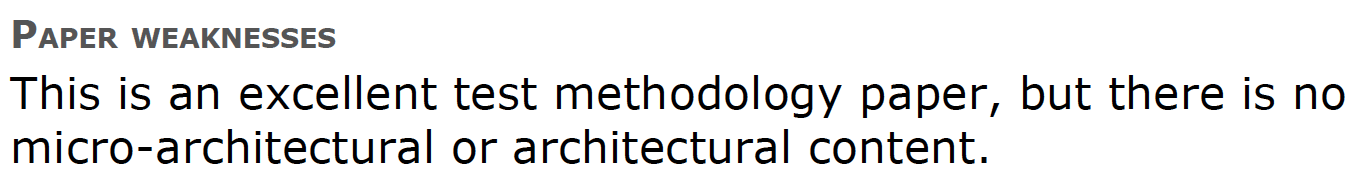 Paper weaknesses
This is an excellent test methodology paper, but there is no
micro-architectural or architectural content.